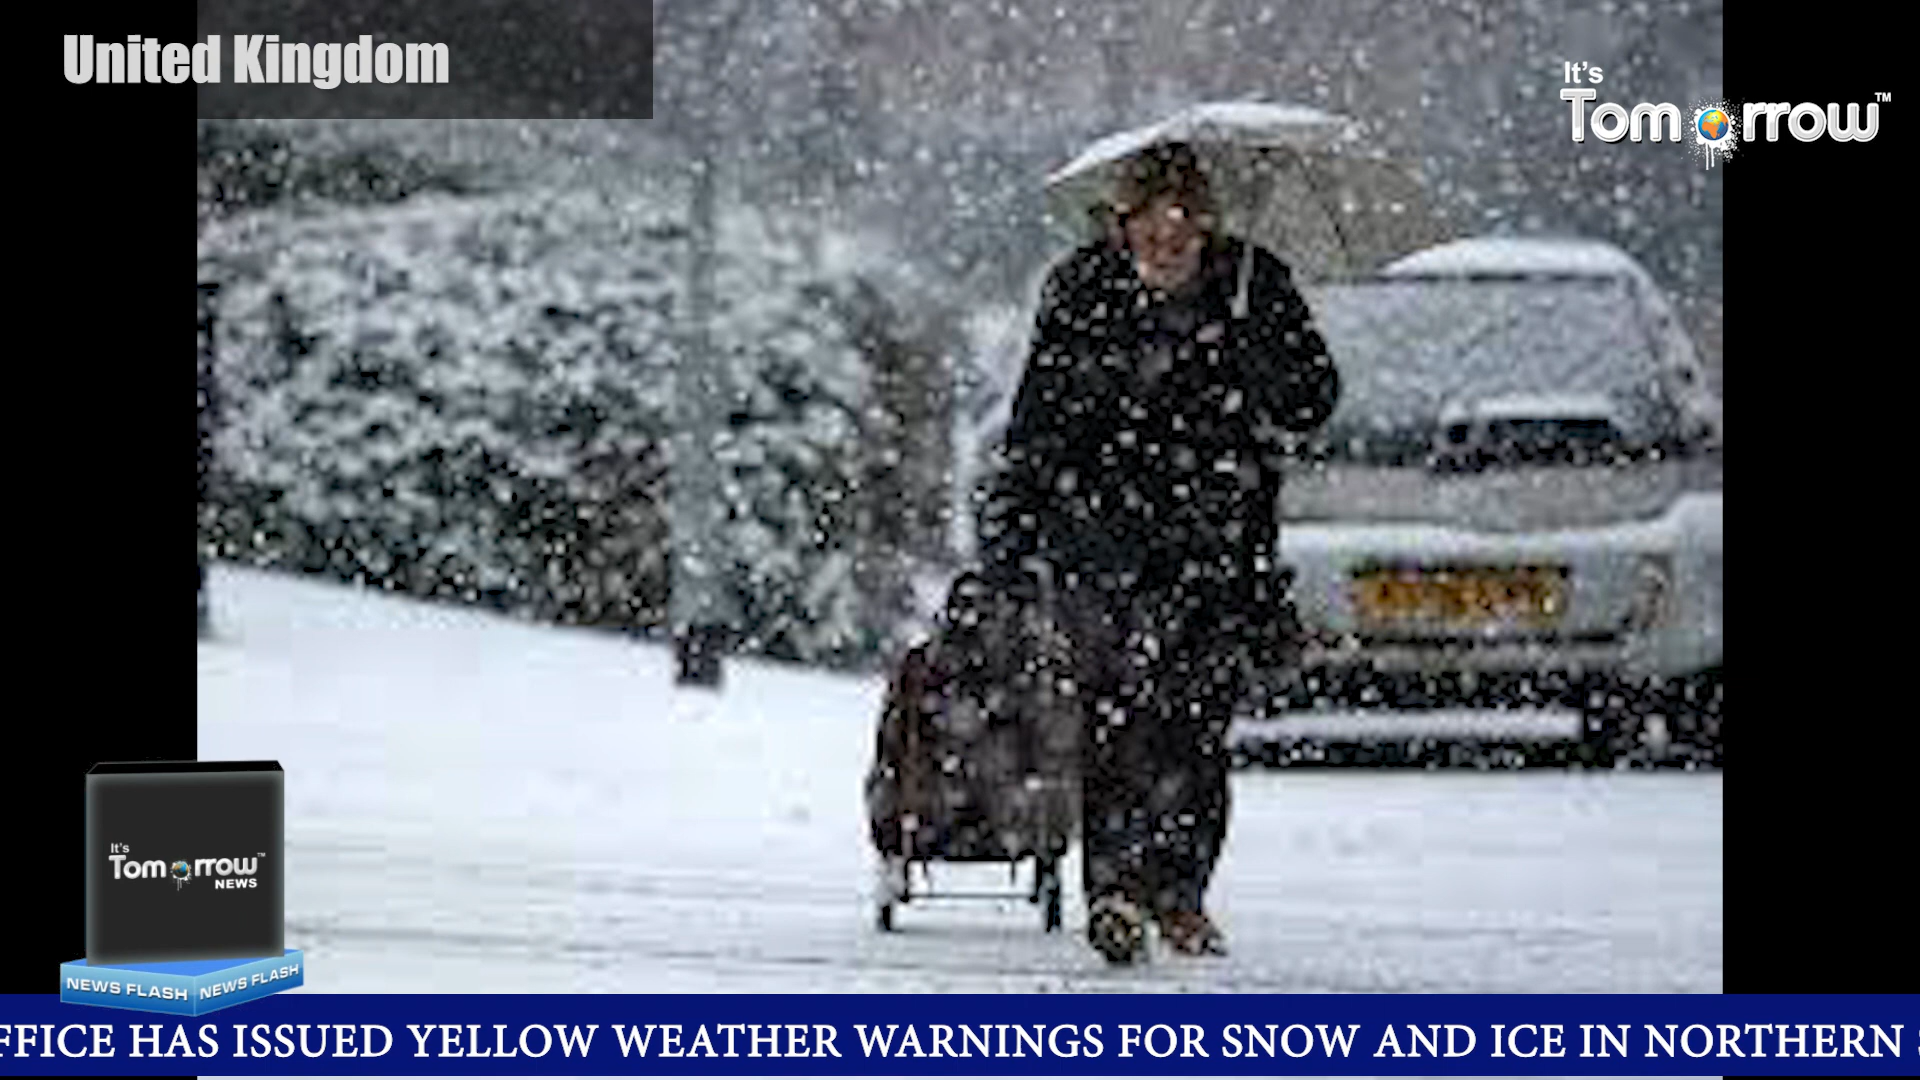 United Kingdom
It's
Tomorrow™
It's
Tomorrow™
NEWS
NEWS FLASH NEWS FLASH
FFICE HAS ISSUED YELLOW WEATHER WARNINGS FOR SNOW AND ICE IN NORTHERN